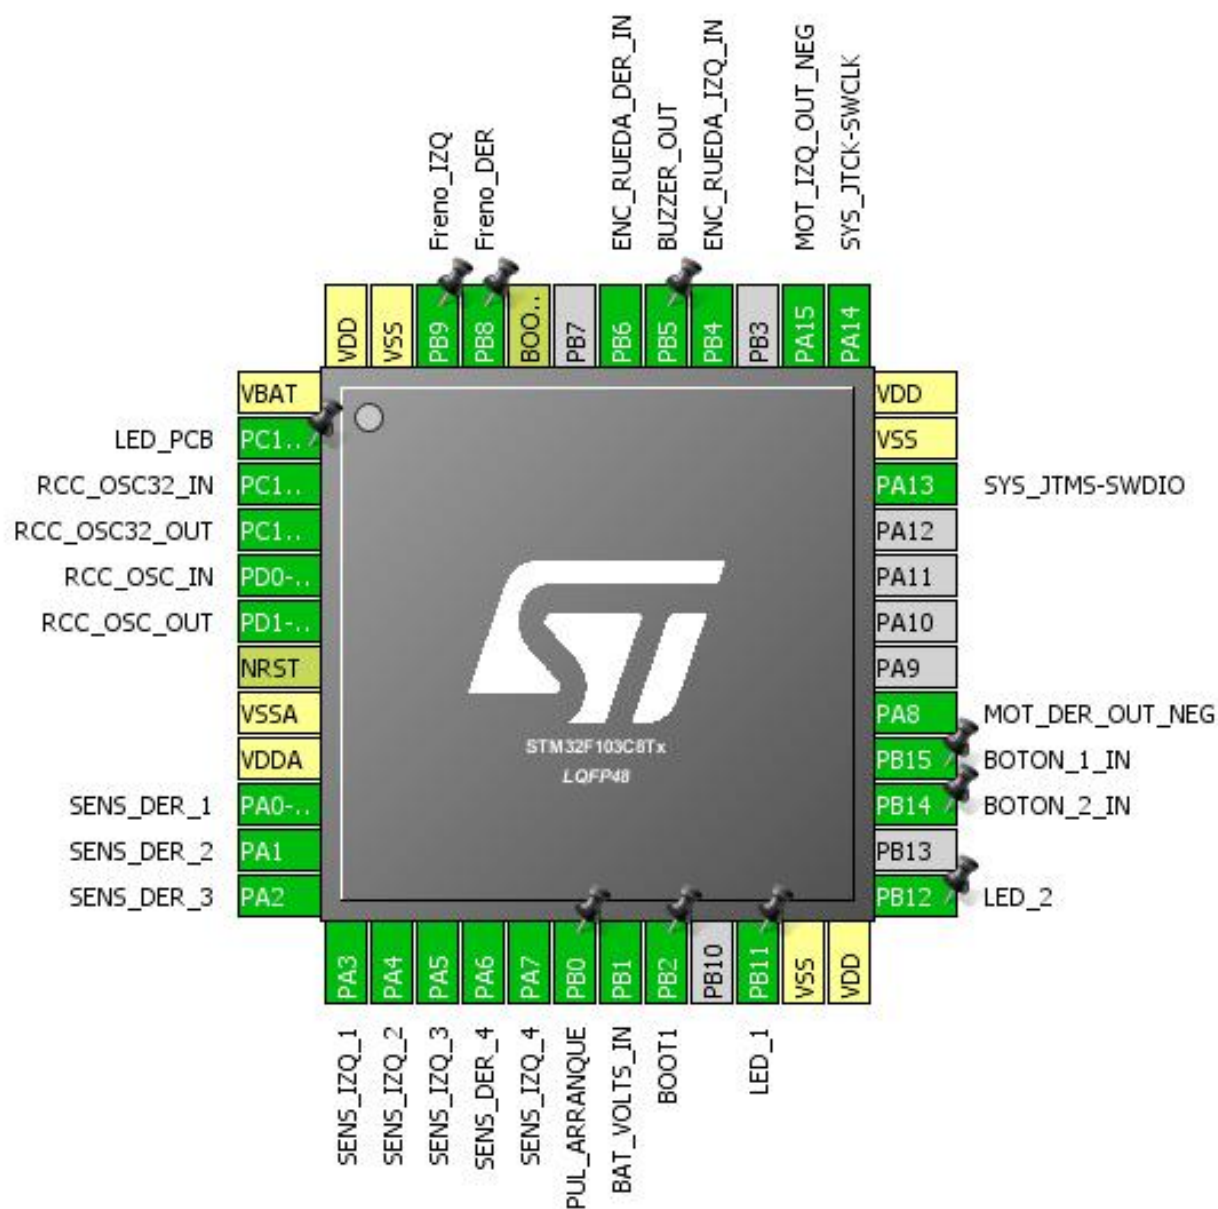 Freno_IZQ
Freno_DER
ENC_RUEDA_DER_IN
BUZZER_OUT
ENC_RUEDA_IZQ_IN
MOT_IZQ_OUT_NEG
SYS_JTCK-SWCLK
VDD
VSS
PB9
PB8
BOO..
PB7
PB6
PB5
PB4
PB3
PA15
PA14
VBAT
LED_PCB PC1..
RCC_OSC32_IN PC1..
RCC_OSC32_OUT PC1..
RCC_OSC_IN PD0-..
RCC_OSC_OUT PD1-..
NRST
VSSA
VDDA
SENS_DER_1 PA0-..
SENS_DER_2 PA1
SENS_DER_3 PA2
ST
STM32F103C8Tx
LQFP48
VDD
VSS
PA13 SYS_JTMS-SWDIO
PA12
PA11
PA10
PA9
PA8 MOT_DER_OUT_NEG
PB15 BOTON_1_IN
PB14 BOTON_2_IN
PB13
PB12 LED_2
PA3
PA4
PA5
PA6
PA7
PB0
PB1
PB2
PB10
PB11
VSS
VDD
SENS_IZQ_1
SENS_IZQ_2
SENS_IZQ_3
SENS_DER_4
SENS_IZQ_4
PUL_ARRANQUE
BAT_VOLTS_IN
BOOT1
LED_1